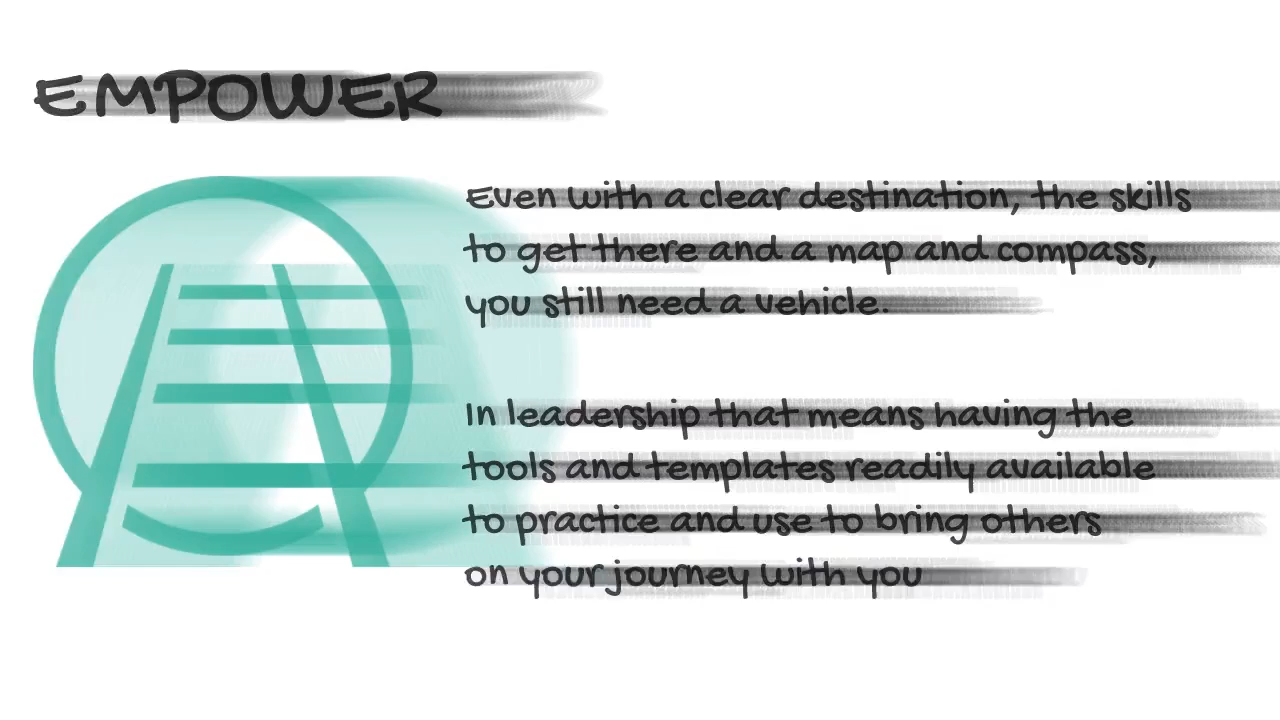 EMPOWER
Even with a clear destination, the skills
to get there and a map and compass,
you still need a vehicle.
In leadership that means having the
tools and templates readily available
to practice and use to bring others
on your journey with you